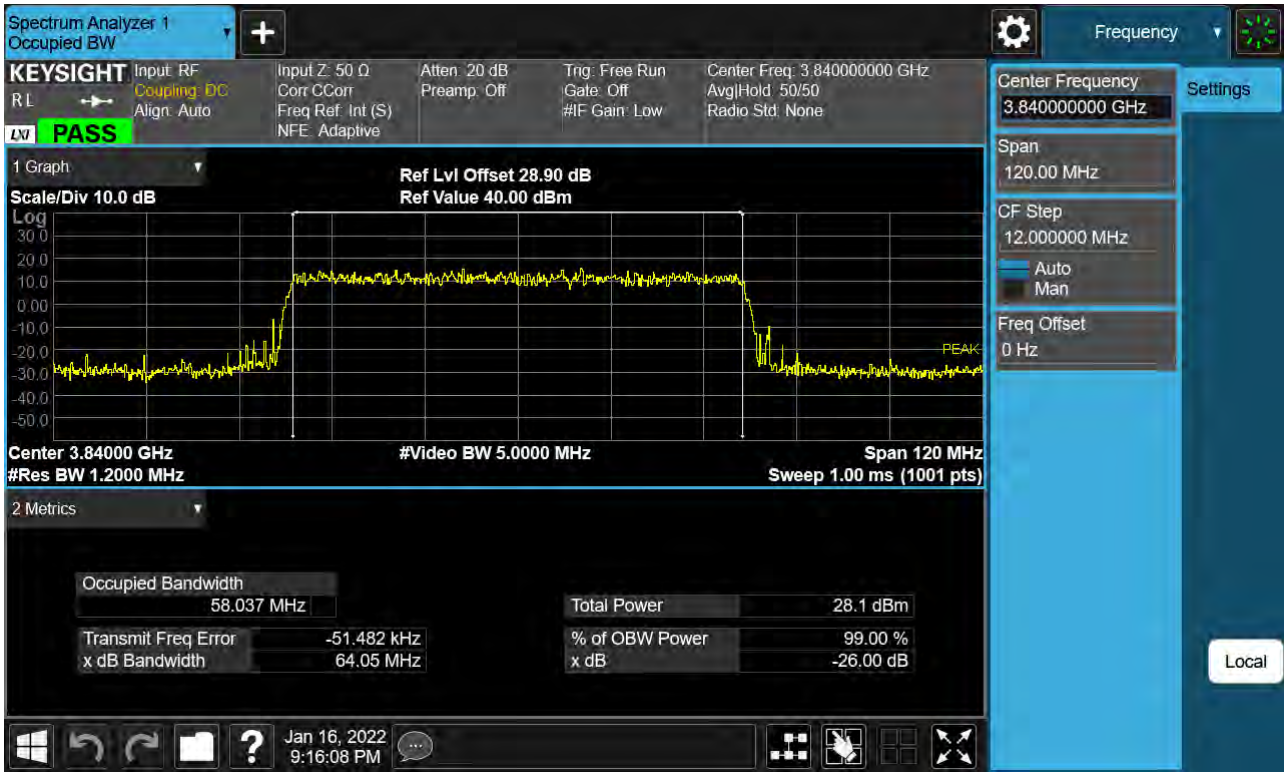 Spectrum Analyzer 1
Occupied BW
+
Frequency
KEYSIGHT
RL
LXI
PASS
Input: RF
Coupling: DC
Align: Auto
Input Z: 50 Ω
Corr CCorr
Freq Ref: Int (S)
NFE: Adaptive
Atten: 20 dB
Preamp: Off
Trig: Free Run
Gate: Off
#IF Gain: Low
Center Freq: 3.840000000 GHz
Avg|Hold: 50/50
Radio Std: None
Center Frequency
3.840000000 GHz
Settings
Span
120.00 MHz
CF Step
12.000000 MHz
Auto
Man
Freq Offset
0 Hz
Local
1 Graph
Scale/Div 10.0 dB
Ref Lvl Offset 28.90 dB
Ref Value 40.00 dBm
Log
30.0
20.0
10.0
0.00
-10.0
-20.0
-30.0
-40.0
-50.0
PEAK
Center 3.84000 GHz
#Video BW 5.0000 MHz
Span 120 MHz
#Res BW 1.2000 MHz
Sweep 1.00 ms (1001 pts)
2 Metrics
Occupied Bandwidth
58.037 MHz
Total Power 28.1 dBm
Transmit Freq Error -51.482 kHz
% of OBW Power 99.00 %
x dB Bandwidth 64.05 MHz
x dB -26.00 dB
?
Jan 16, 2022
9:16:08 PM